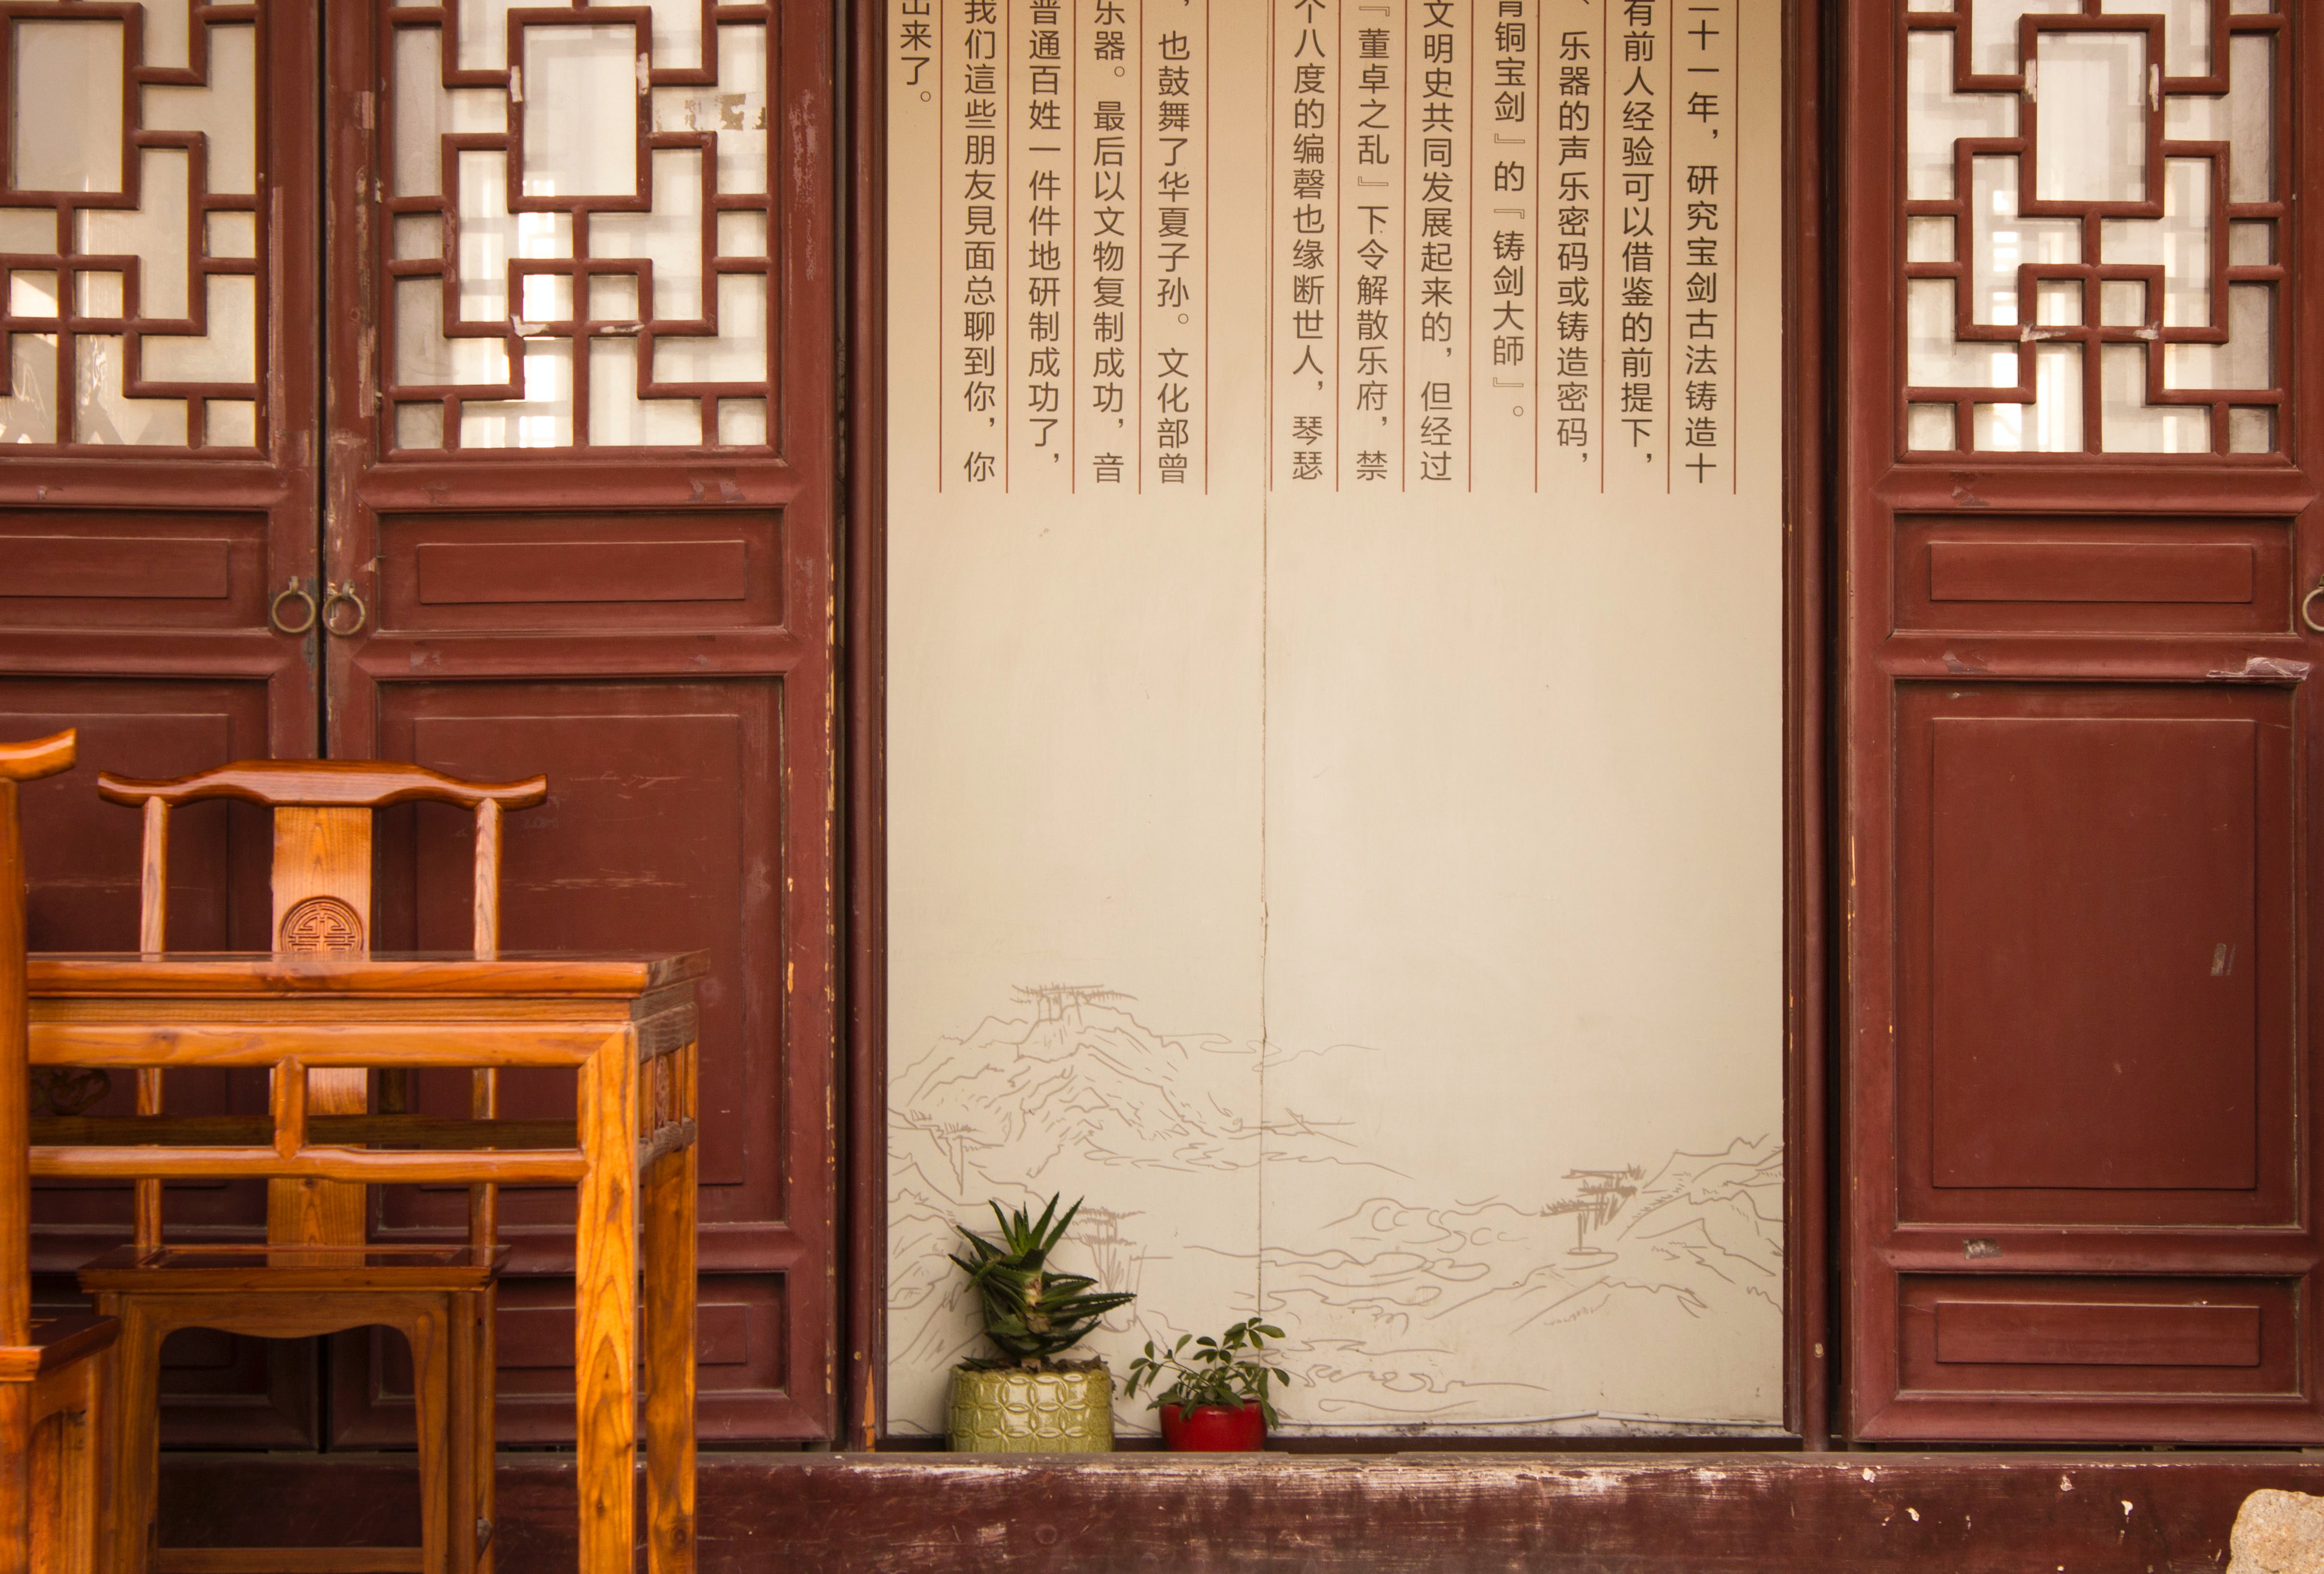 二十一年，研究宝剑古法铸造十
有前人经验可以借鉴的前提下，
、乐器的声乐密码或铸造密码，
青铜宝剑』的『铸剑大師』。
文明史共同发展起来的，但经过
『董卓之乱』下令解散乐府，禁
个八度的编磬也缘断世人，琴瑟
，也鼓舞了华夏子孙。文化部曾
乐器。最后以文物复制成功，音
普通百姓一件件地研制成功了，
我们這些朋友見面总聊到你，你
出来了。